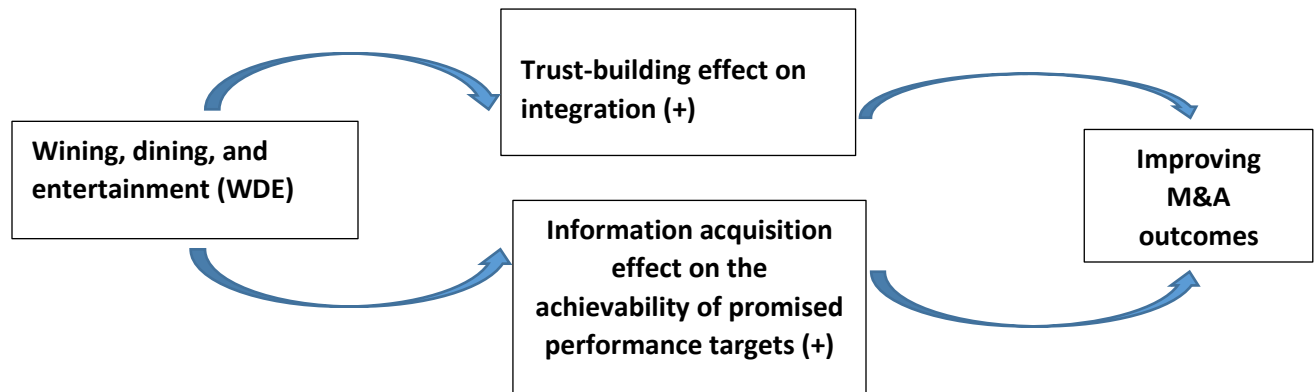 Trust-building effect on
integration (+)
Wining, dining, and
entertainment (WDE)
Improving
M&A
outcomes
Information acquisition
effect on the
achievability of promised
performance targets (+)